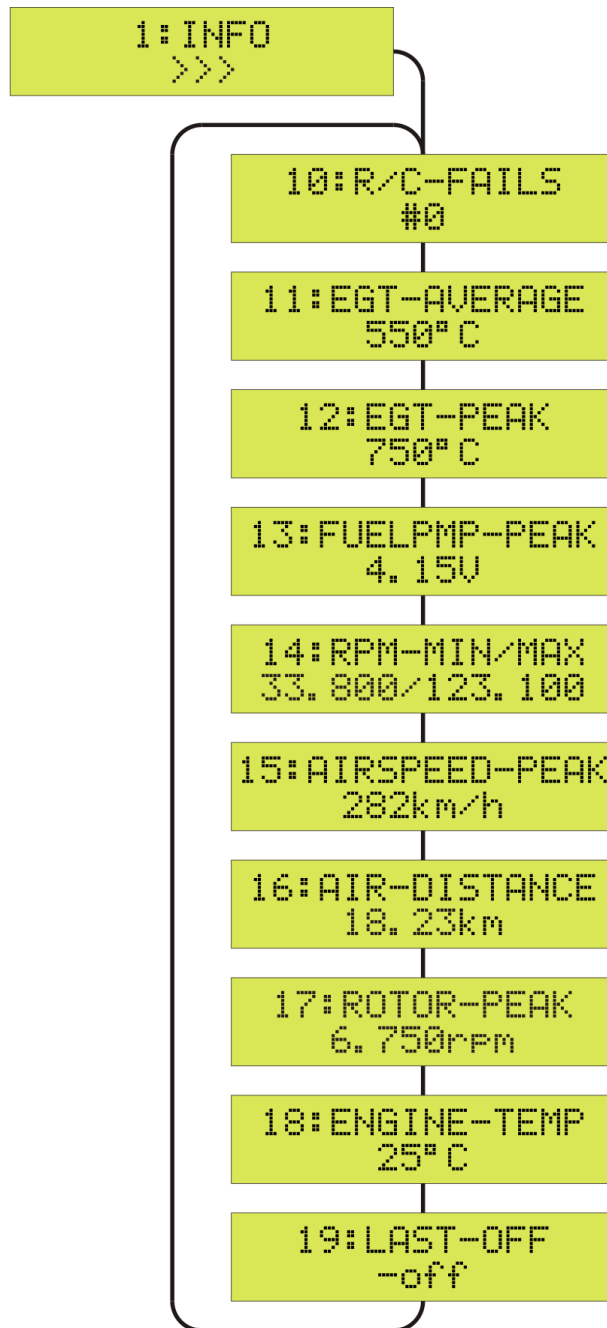 1:INFO
>>>
10:R/C-FAILS
#0
11:EGT-AVERAGE
550°C
12:EGT-PEAK
750°C
13:FUELPMP-PEAK
4.15V
14:RPM-MIN/MAX
33.800/123.100
15:AIRSPEED-PEAK
282km/h
16:AIR-DISTANCE
18.23km
17:ROTOR-PEAK
6.750rpm
18:ENGINE-TEMP
25°C
19:LAST-OFF
-off